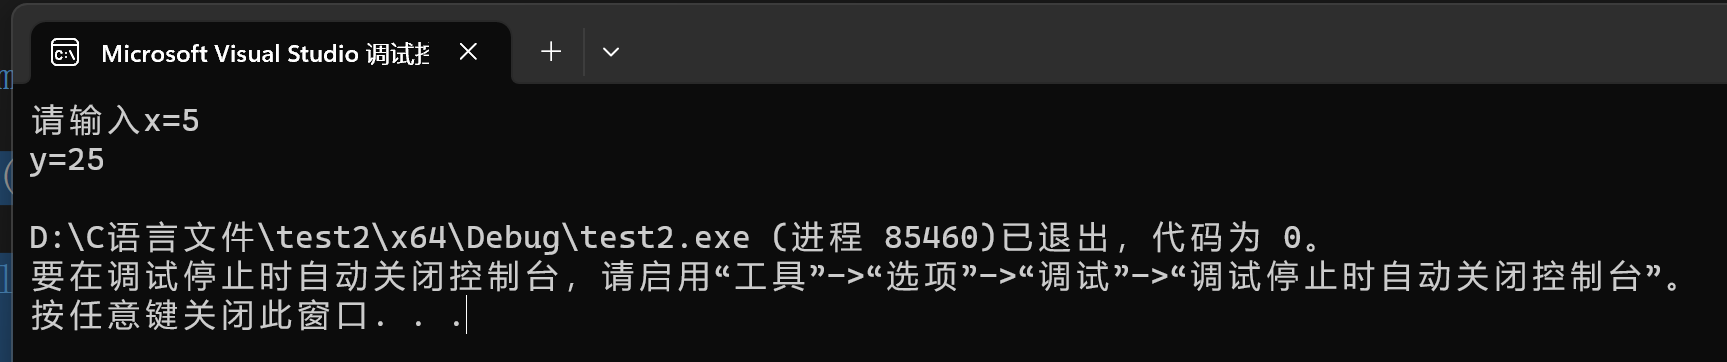 Microsoft Visual Studio 调试控
请输入x=5
y=25
D:\C语言文件\test2\x64\Debug\test2.exe (进程 85460)已退出，代码为 0。
要在调试停止时自动关闭控制台，请启用“工具”->“选项”->“调试”->“调试停止时自动关闭控制台”。
按任意键关闭此窗口. . .